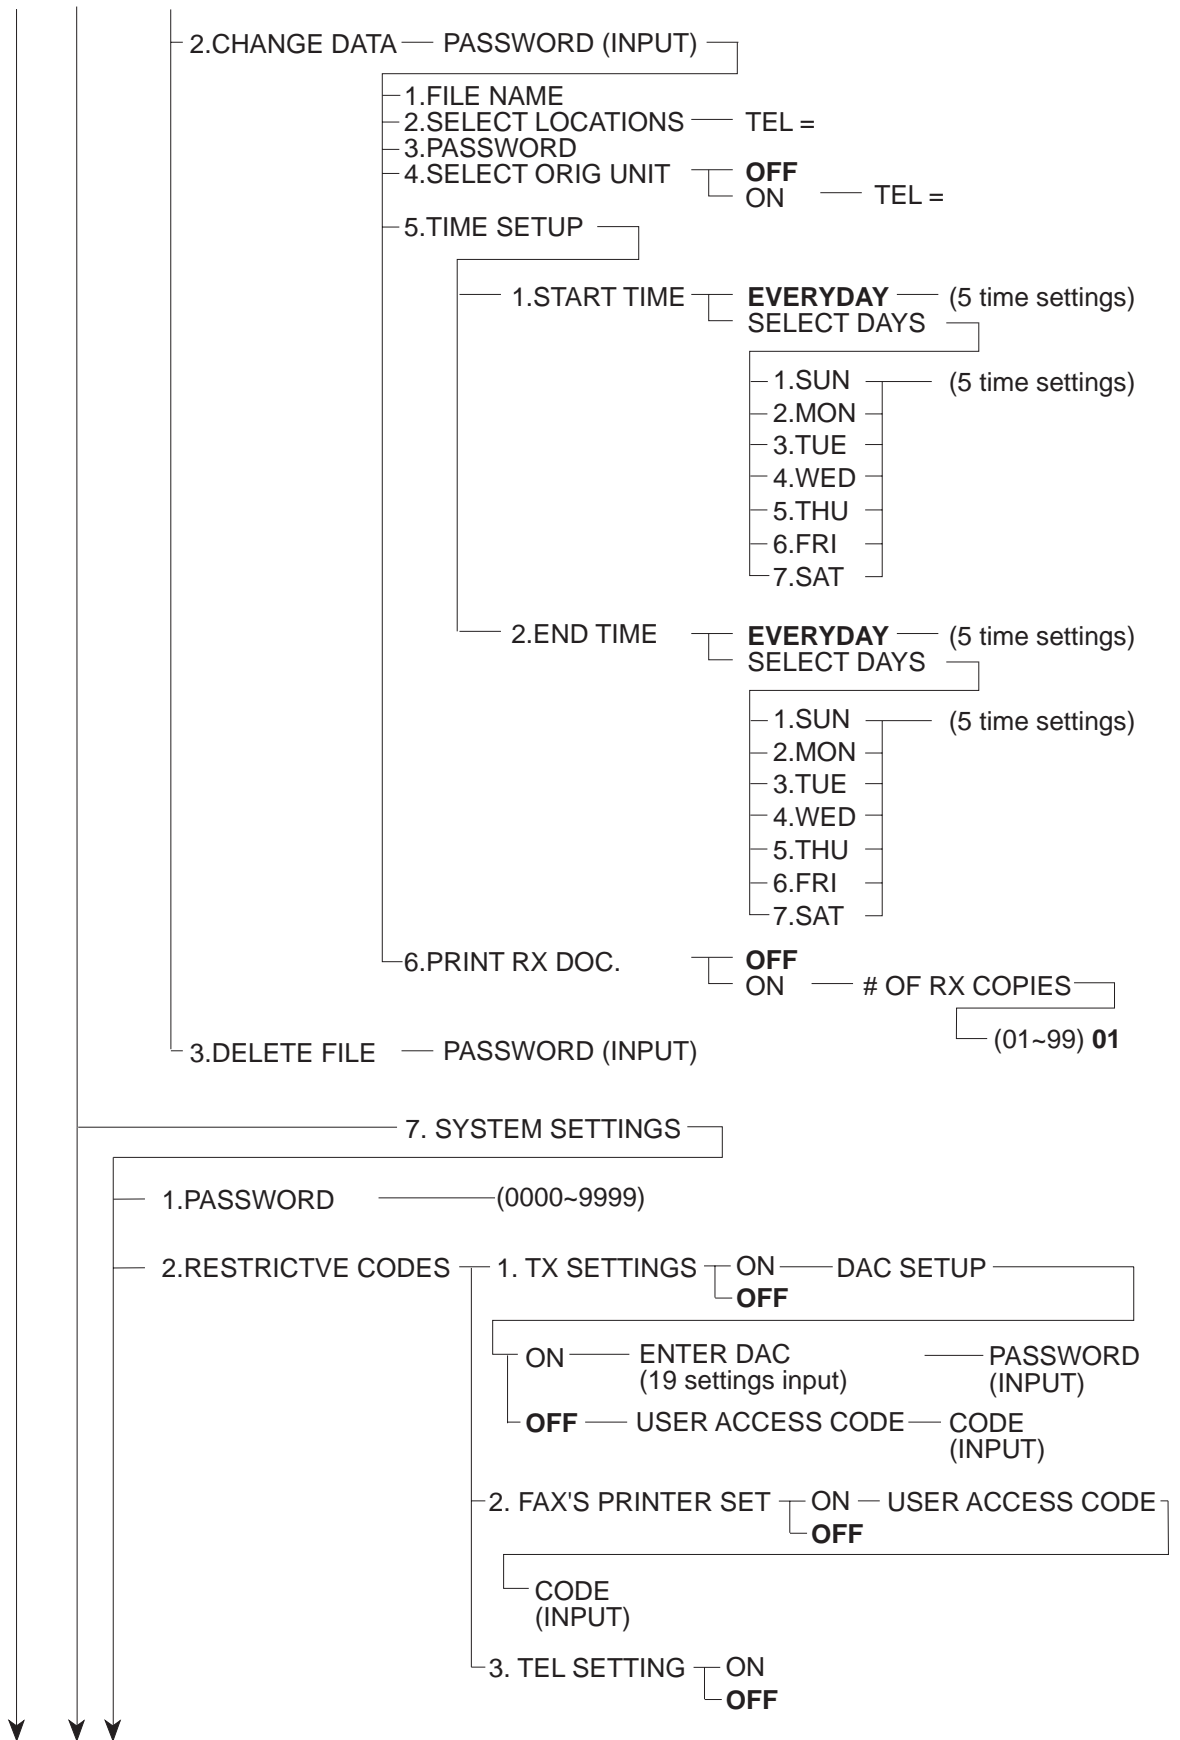 2.CHANGE DATA PASSWORD (INPUT)
1.FILE NAME
2.SELECT LOCATIONS TEL =
3.PASSWORD
4.SELECT ORIG UNIT OFF
ON TEL =
5.TIME SETUP
1.START TIME EVERYDAY (5 time settings)
SELECT DAYS
1.SUN (5 time settings)
2.MON
3.TUE
4.WED
5.THU
6.FRI
7.SAT
2.END TIME EVERYDAY (5 time settings)
SELECT DAYS
1.SUN (5 time settings)
2.MON
3.TUE
4.WED
5.THU
6.FRI
7.SAT
6.PRINT RX DOC. OFF
ON # OF RX COPIES
(01~99) 01
3.DELETE FILE PASSWORD (INPUT)
7. SYSTEM SETTINGS
1.PASSWORD (0000~9999)
2.RESTRICTVE CODES 1. TX SETTINGS ON DAC SETUP
OFF
ON ENTER DAC PASSWORD
(19 settings input) (INPUT)
OFF USER ACCESS CODE CODE
(INPUT)
2. FAX'S PRINTER SET ON USER ACCESS CODE
OFF
CODE
(INPUT)
3. TEL SETTING ON
OFF